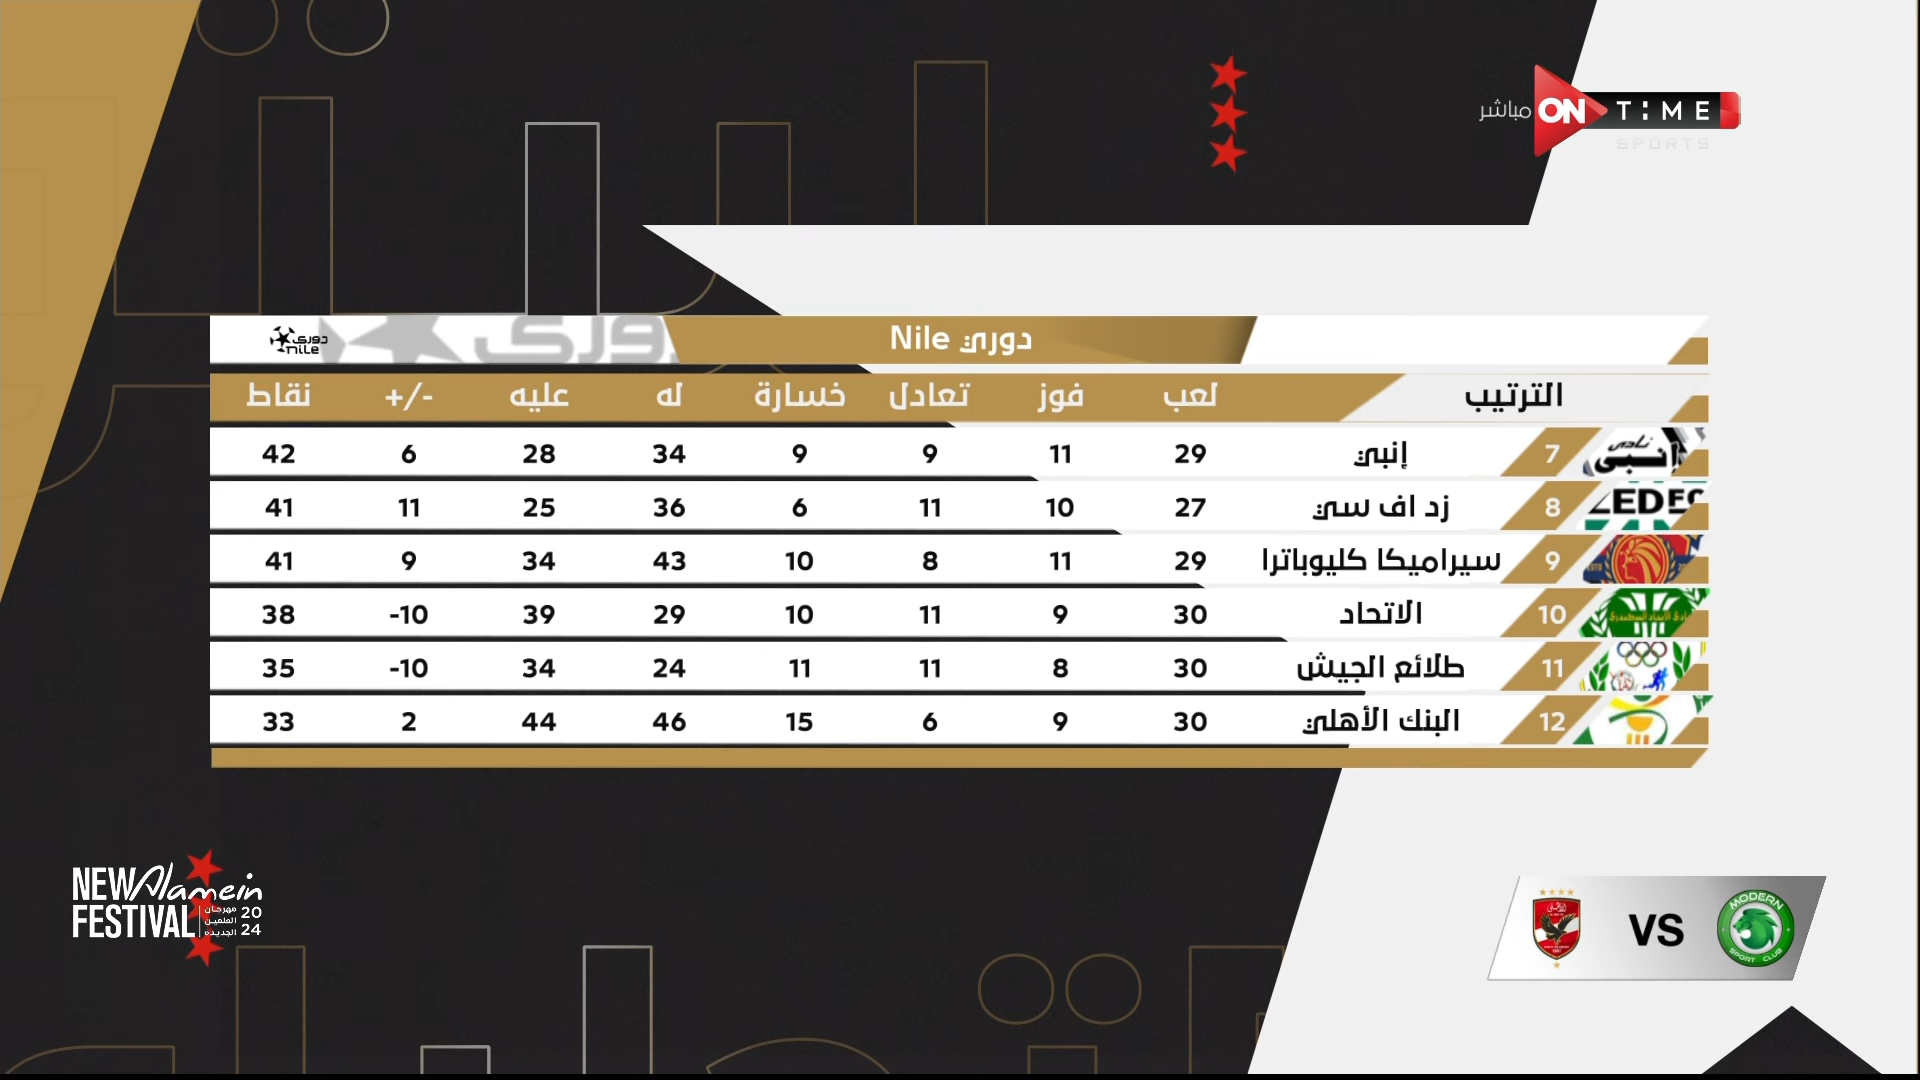 مباشر ON TIME
SPORTS
دوري Nile
دوري
Nile
الترتيب لعب فوز تعادل خسارة له عليه +/- نقاط
7 إنبي 29 11 9 9 34 28 6 42
8 زد اف سي 27 10 11 6 36 25 11 41
9 سيراميكا كليوباترا 29 11 8 10 43 34 9 41
10 الاتحاد 30 9 11 10 29 39 -10 38
11 طلائع الجيش 30 8 11 11 24 34 -10 35
12 البنك الأهلي 30 9 6 15 46 44 2 33
نادي
إنبى
ZED FC
NEW Alamein
FESTIVAL
مهرجان
العلمين
الجديدة
20
24
VS
MODERN
SPORT CLUB